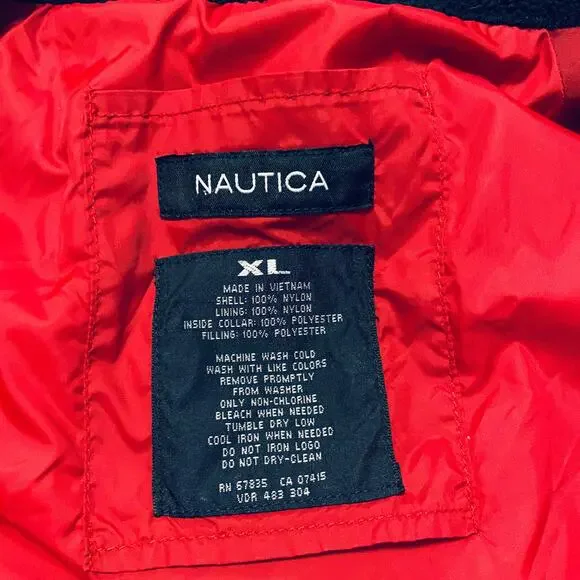 NAUTICA
XL
MADE IN VIETNAM
SHELL: 100% NYLON
LINING: 100% NYLON
INSIDE COLLAR: 100% POLYESTER
FILLING: 100% POLYESTER
MACHINE WASH COLD
WASH WITH LIKE COLORS
REMOVE PROMPTLY
FROM WASHER
ONLY NON-CHLORINE
BLEACH WHEN NEEDED
TUMBLE DRY LOW
COOL IRON WHEN NEEDED
DO NOT IRON LOGO
DO NOT DRY-CLEAN
RN 67835 CA 07415
VDR 483 304